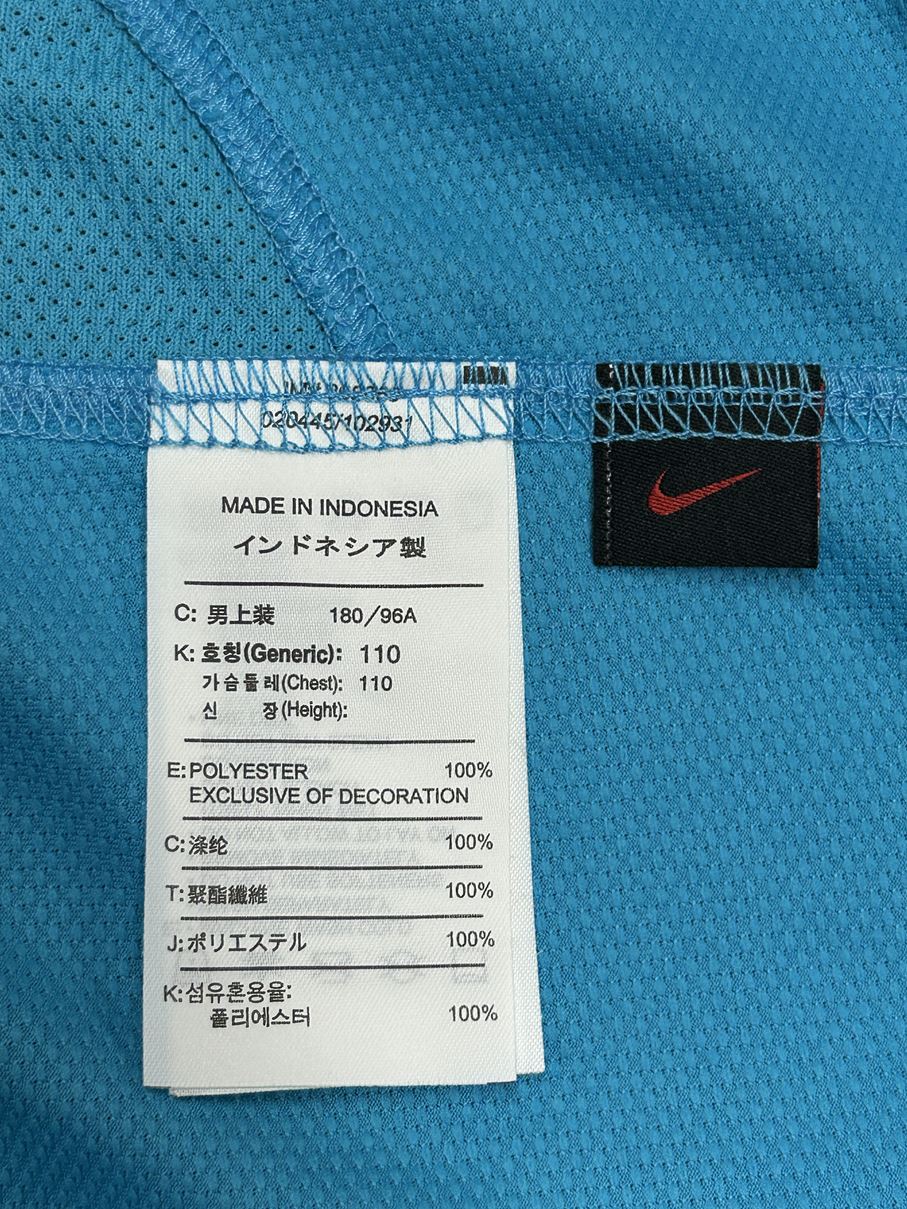 020445/102931
MADE IN INDONESIA
インドネシア製
C: 男上装 180/96A
K: 호칭(Generic): 110
가슴둘레(Chest): 110
신 장(Height):
E: POLYESTER 100%
EXCLUSIVE OF DECORATION
C: 涤纶 100%
T: 聚酯纖維 100%
J: ポリエステル 100%
K: 섬유혼용율:
폴리에스터 100%